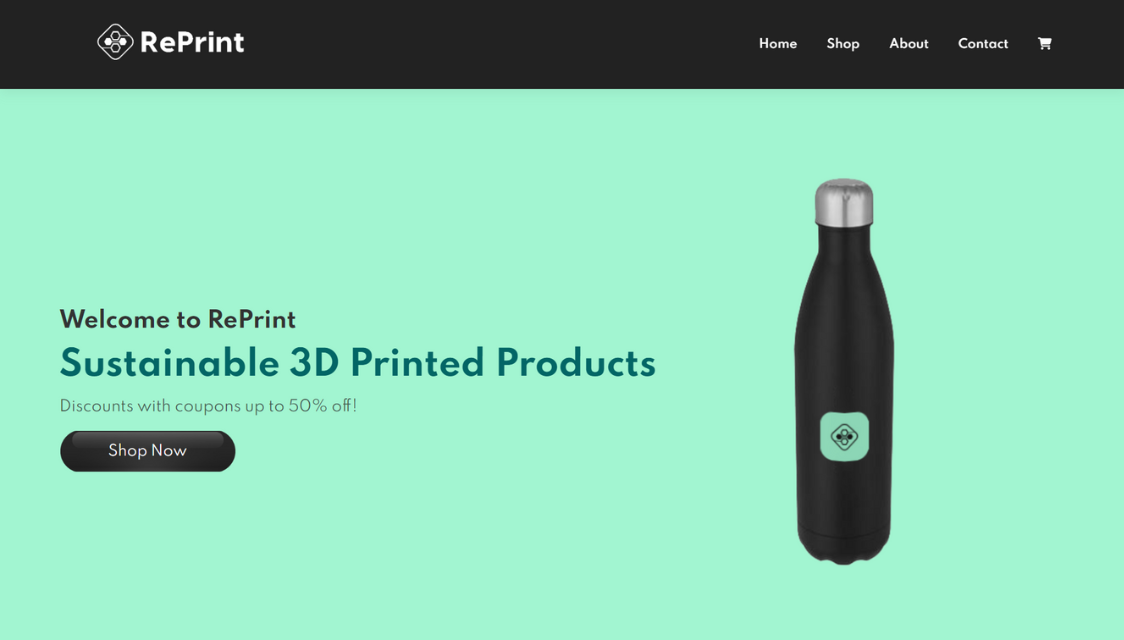 RePrint
Home Shop About Contact
Welcome to RePrint
Sustainable 3D Printed Products
Discounts with coupons up to 50% off!
Shop Now